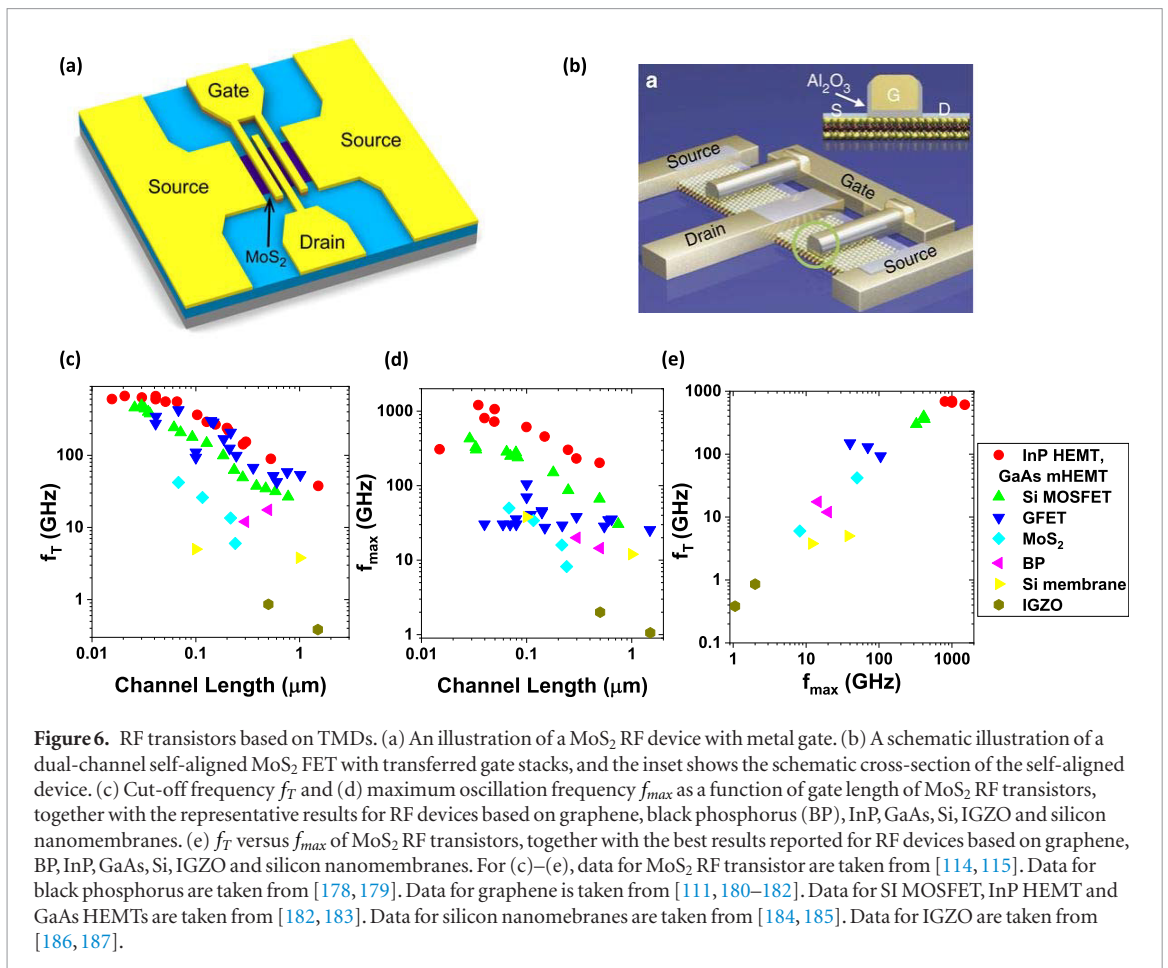 (a)
Gate
Source
Source
MoS₂
Drain
(b)
a
Al₂O₃
G
S
D
Source
Gate
Drain
Source
(c)
f_T (GHz)
100
10
1
0.01
0.1
1
Channel Length (μm)
(d)
f_max (GHz)
1000
100
10
1
0.01
0.1
1
Channel Length (μm)
(e)
f_T (GHz)
1000
100
10
1
0.1
1
10
100
1000
f_max (GHz)
InP HEMT,
GaAs mHEMT
Si MOSFET
GFET
MoS₂
BP
Si membrane
IGZO
Figure 6. RF transistors based on TMDs. (a) An illustration of a MoS₂ RF device with metal gate. (b) A schematic illustration of a
dual-channel self-aligned MoS₂ FET with transferred gate stacks, and the inset shows the schematic cross-section of the self-aligned
device. (c) Cut-off frequency f_T and (d) maximum oscillation frequency f_max as a function of gate length of MoS₂ RF transistors,
together with the representative results for RF devices based on graphene, black phosphorus (BP), InP, GaAs, Si, IGZO and silicon
nanomembranes. (e) f_T versus f_max of MoS₂ RF transistors, together with the best results reported for RF devices based on graphene,
BP, InP, GaAs, Si, IGZO and silicon nanomembranes. For (c)–(e), data for MoS₂ RF transistor are taken from [114, 115]. Data for
black phosphorus are taken from [178, 179]. Data for graphene is taken from [111, 180–182]. Data for SI MOSFET, InP HEMT and
GaAs HEMTs are taken from [182, 183]. Data for silicon nanomebranes are taken from [184, 185]. Data for IGZO are taken from
[186, 187].